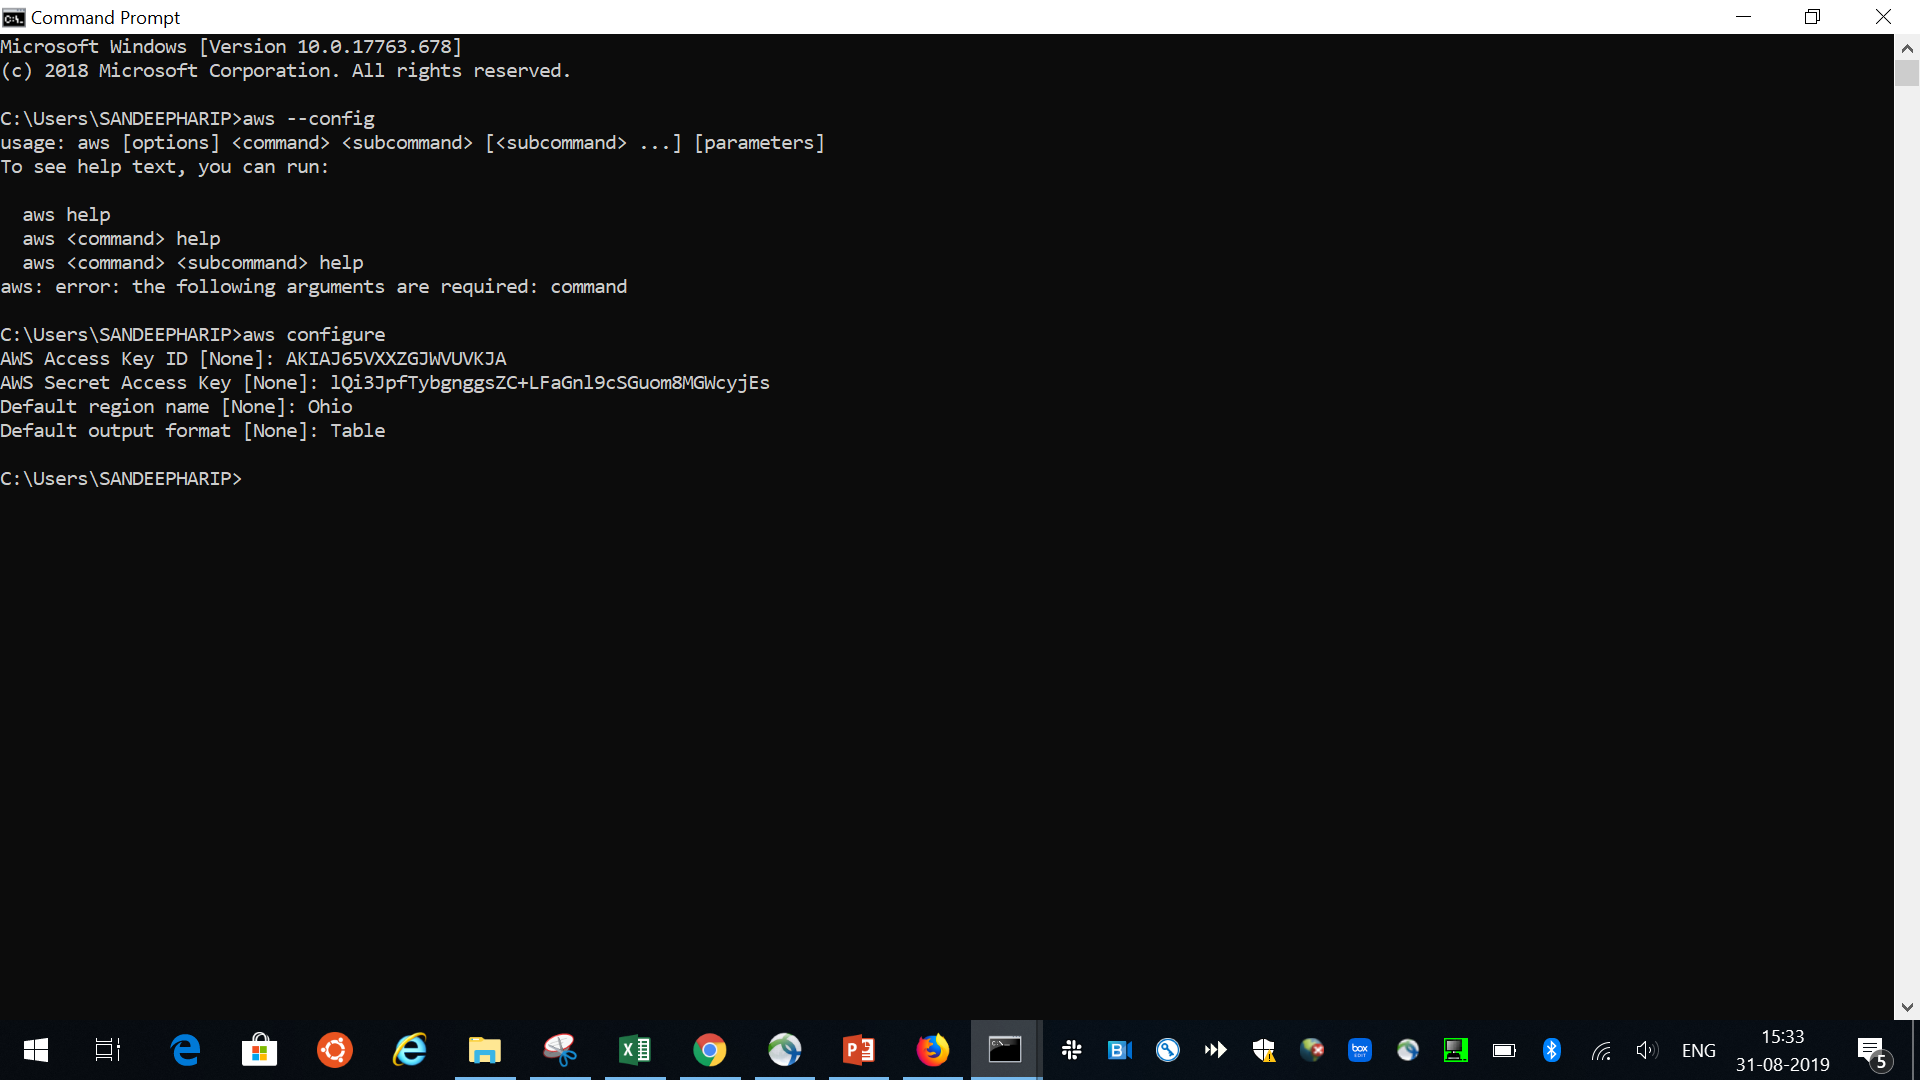 Command Prompt
Microsoft Windows [Version 10.0.17763.678]
(c) 2018 Microsoft Corporation. All rights reserved.
C:\Users\SANDEEPHARIP>aws --config
usage: aws [options] <command> <subcommand> [<subcommand> ...] [parameters]
To see help text, you can run:
aws help
aws <command> help
aws <command> <subcommand> help
aws: error: the following arguments are required: command
C:\Users\SANDEEPHARIP>aws configure
AWS Access Key ID [None]: AKIAJ65VXXZGJWVUVKJA
AWS Secret Access Key [None]: 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
Default region name [None]: Ohio
Default output format [None]: Table
C:\Users\SANDEEPHARIP>
ENG
15:33
31-08-2019
5